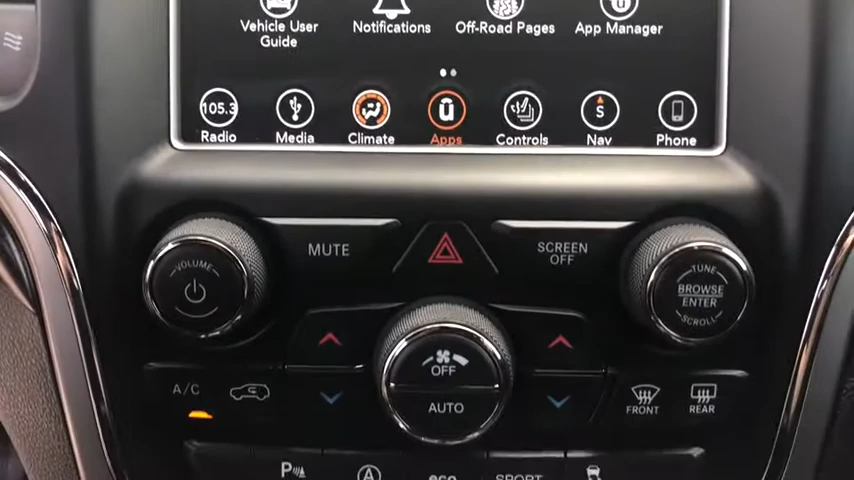 Vehicle User
Guide
Notifications
Off-Road Pages
App Manager
105.3
Radio
Media
Climate
Apps
Controls
S
Nav
Phone
VOLUME
MUTE
SCREEN
OFF
TUNE
BROWSE
ENTER
SCROLL
OFF
AUTO
A/C
FRONT
REAR
P
A
eco
SPORT